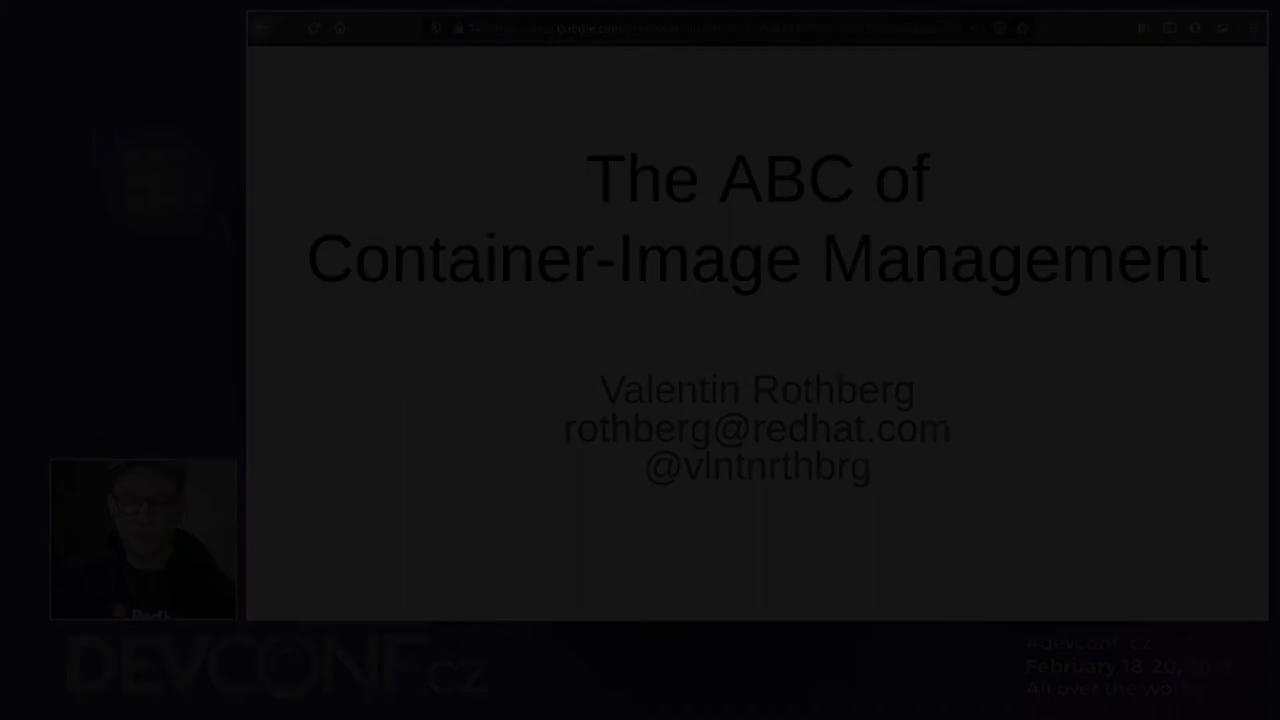 The ABC of
Container-Image Management
Valentin Rothberg
rothberg@redhat.com
@vlntnrthbrg
DEVCONF.CZ
#devconf_cz
February 18-20,
All over the